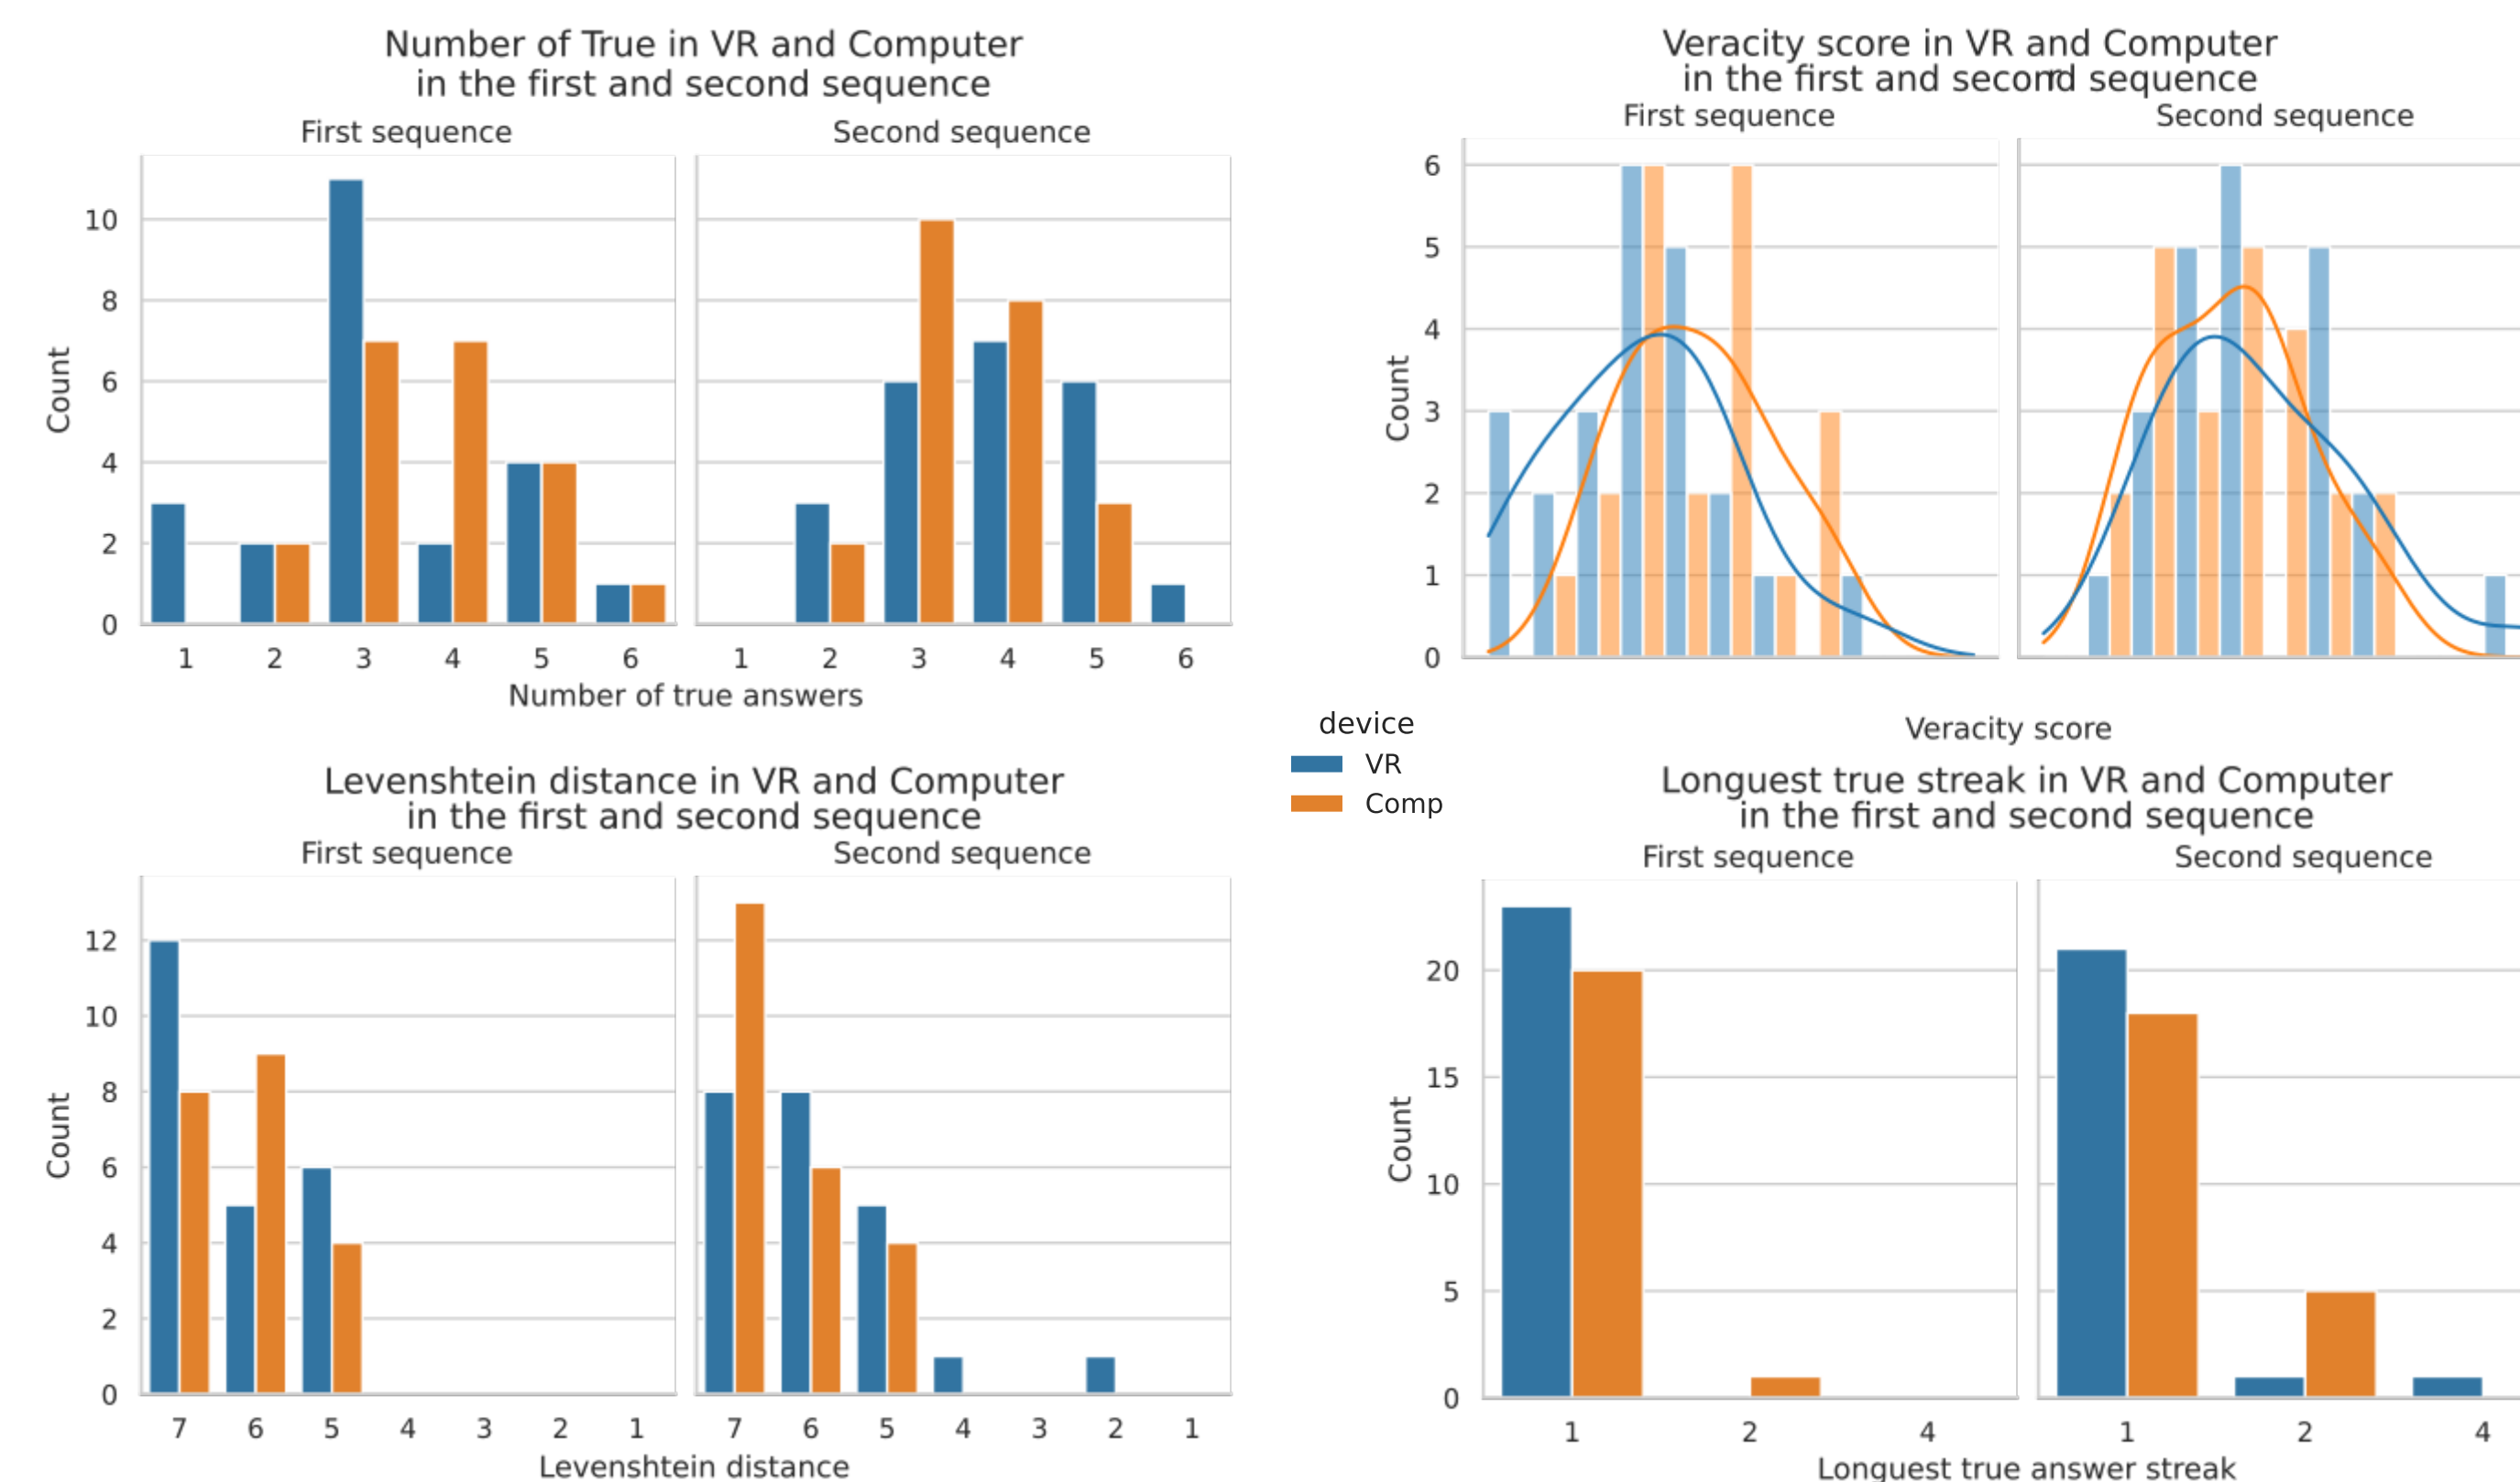 Number of True in VR and Computer
in the first and second sequence
First sequence
Second sequence
Count
10
8
6
4
2
0
1 2 3 4 5 6
1 2 3 4 5 6
Number of true answers
Veracity score in VR and Computer
in the first and second sequence
First sequence
Second sequence
Count
6
5
4
3
2
1
0
Veracity score
device
VR
Comp
Levenshtein distance in VR and Computer
in the first and second sequence
First sequence
Second sequence
Count
12
10
8
6
4
2
0
7 6 5 4 3 2 1
7 6 5 4 3 2 1
Levenshtein distance
Longuest true streak in VR and Computer
in the first and second sequence
First sequence
Second sequence
Count
20
15
10
5
0
1 2 4
1 2 4
Longuest true answer streak